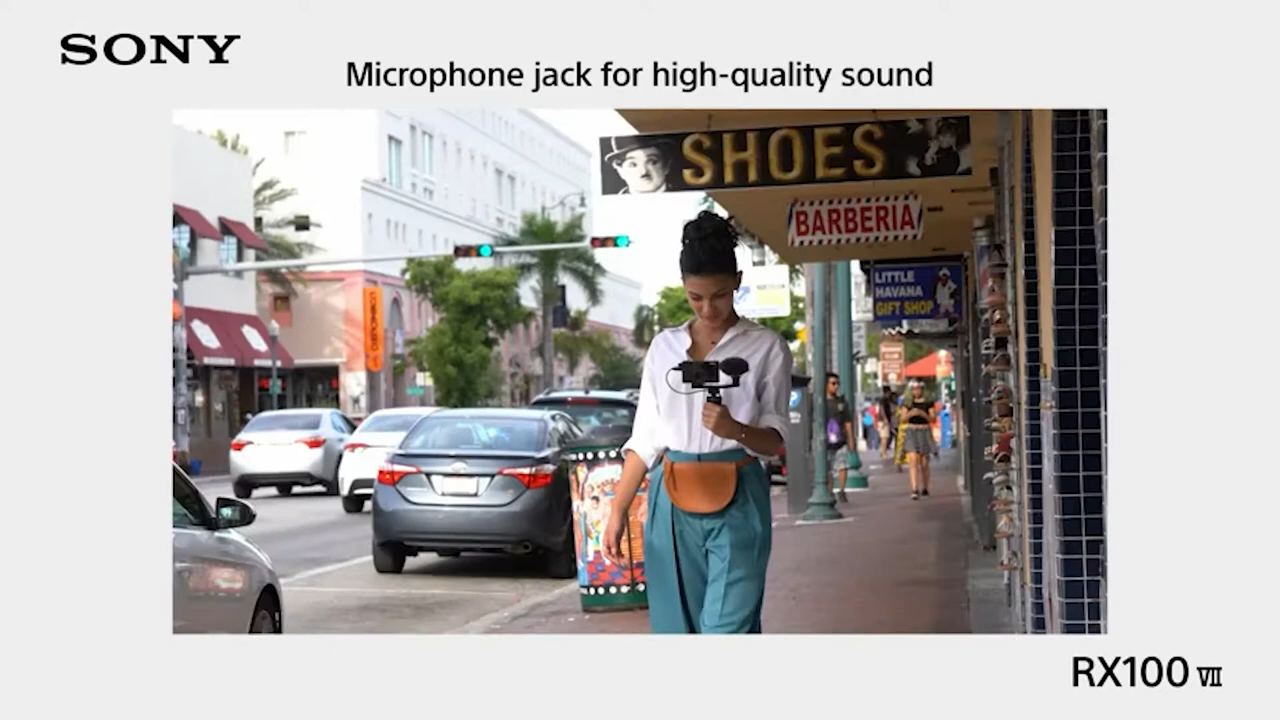 SONY
Microphone jack for high-quality sound
SHOES
BARBERIA
LITTLE
HAVANA
GIFT SHOP
RX100 VII